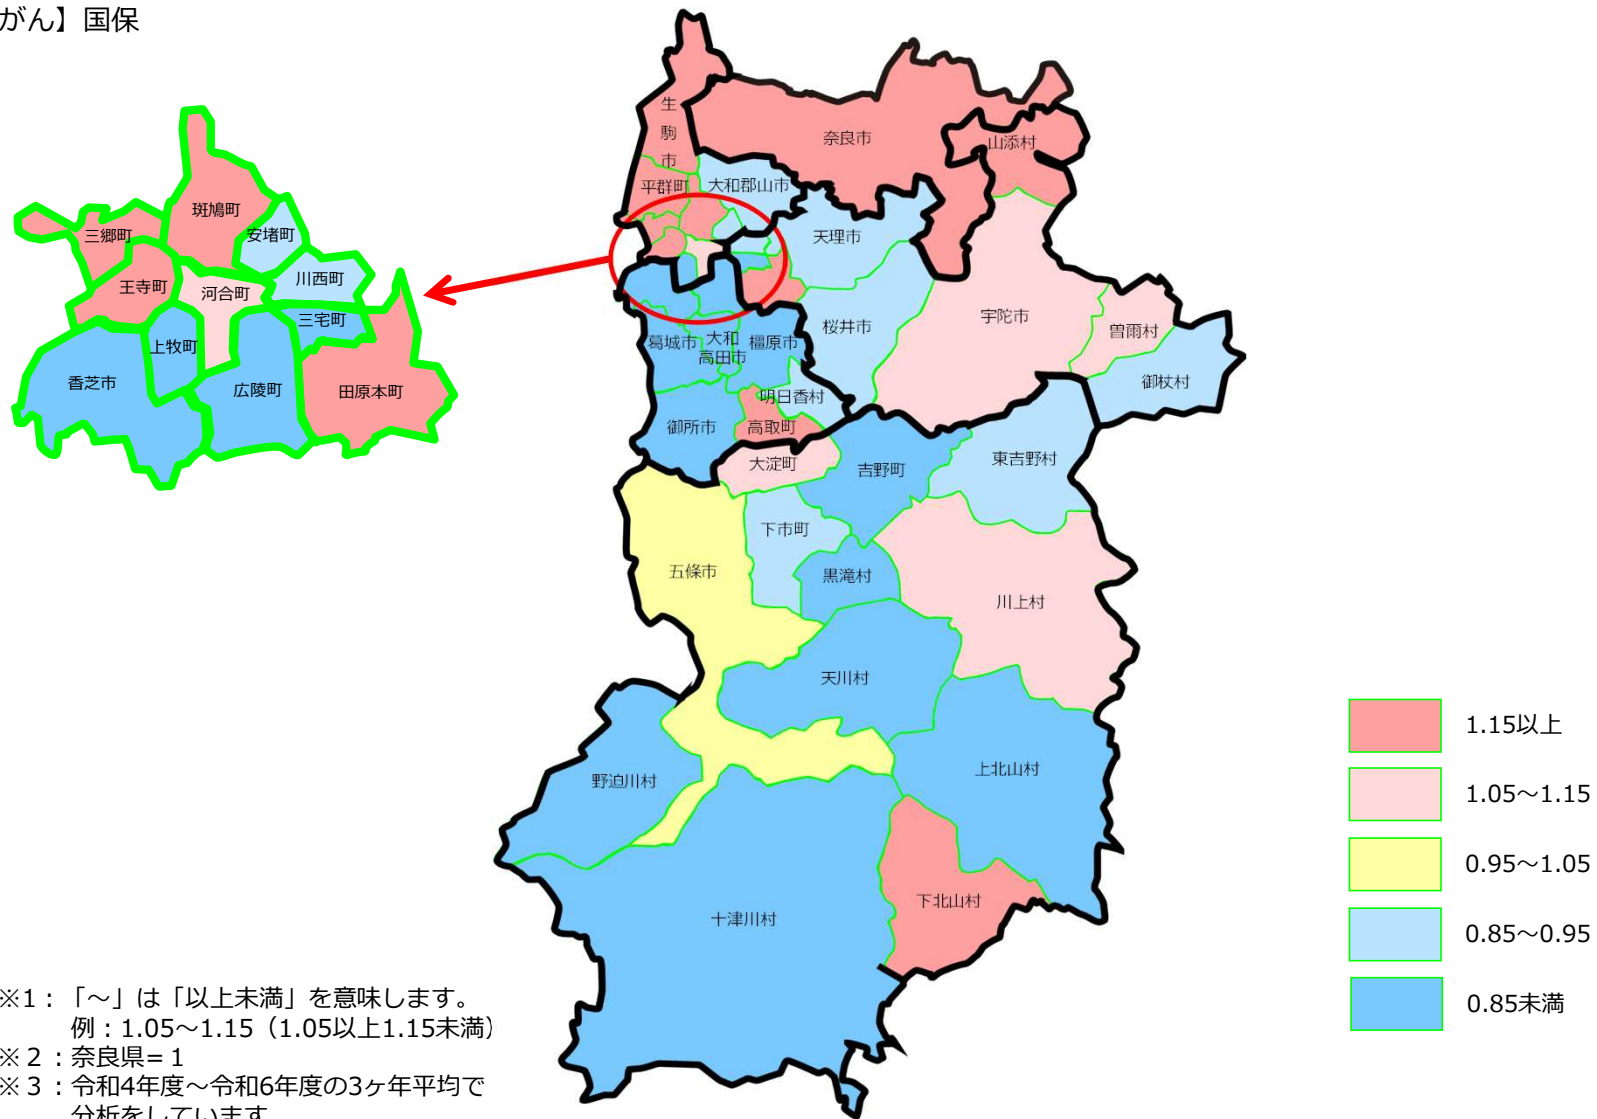 がん】国保
生駒市
奈良市
山添村
平群町
大和郡山市
天理市
宇陀市
曽爾村
御杖村
桜井市
葛城市
大和
高田市
橿原市
明日香村
御所市
高取町
大淀町
吉野町
東吉野村
下市町
五條市
黒滝村
川上村
天川村
上北山村
野迫川村
下北山村
十津川村
斑鳩町
三郷町
安堵町
王寺町
河合町
川西町
三宅町
上牧町
香芝市
広陵町
田原本町
1.15以上
1.05～1.15
0.95～1.05
0.85～0.95
0.85未満
※1：「～」は「以上未満」を意味します。
例：1.05～1.15（1.05以上1.15未満）
※２：奈良県=１
※３：令和4年度～令和6年度の3ヶ年平均で
分析をしています